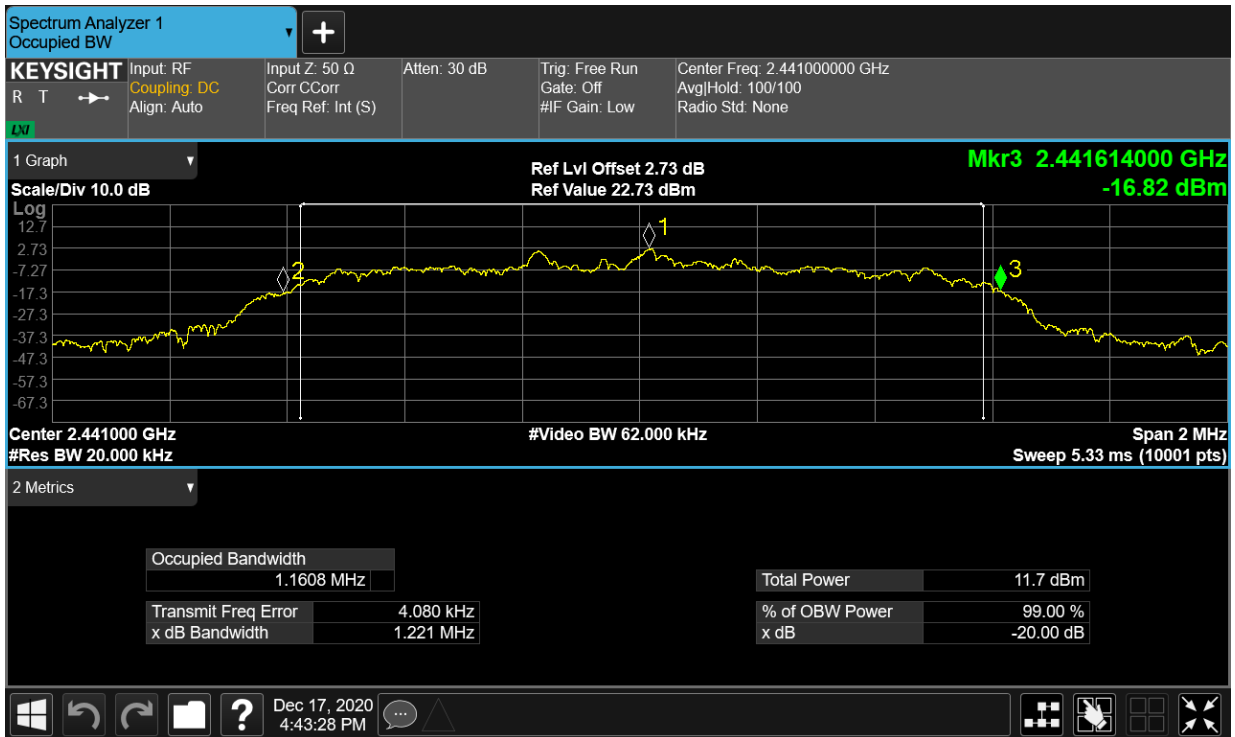 Spectrum Analyzer 1
Occupied BW
KEYSIGHT
R T
LXI
Input: RF
Coupling: DC
Align: Auto
Input Z: 50 Ω
Corr CCorr
Freq Ref: Int (S)
Atten: 30 dB
Trig: Free Run
Gate: Off
#IF Gain: Low
Center Freq: 2.441000000 GHz
Avg|Hold: 100/100
Radio Std: None
1 Graph
Scale/Div 10.0 dB
Ref Lvl Offset 2.73 dB
Ref Value 22.73 dBm
Mkr3 2.441614000 GHz
-16.82 dBm
Log
12.7
2.73
-7.27
-17.3
-27.3
-37.3
-47.3
-57.3
-67.3
1
2
3
Center 2.441000 GHz
#Video BW 62.000 kHz
Span 2 MHz
#Res BW 20.000 kHz
Sweep 5.33 ms (10001 pts)
2 Metrics
Occupied Bandwidth
1.1608 MHz
Total Power 11.7 dBm
Transmit Freq Error 4.080 kHz
% of OBW Power 99.00 %
x dB Bandwidth 1.221 MHz
x dB -20.00 dB
?
Dec 17, 2020
4:43:28 PM